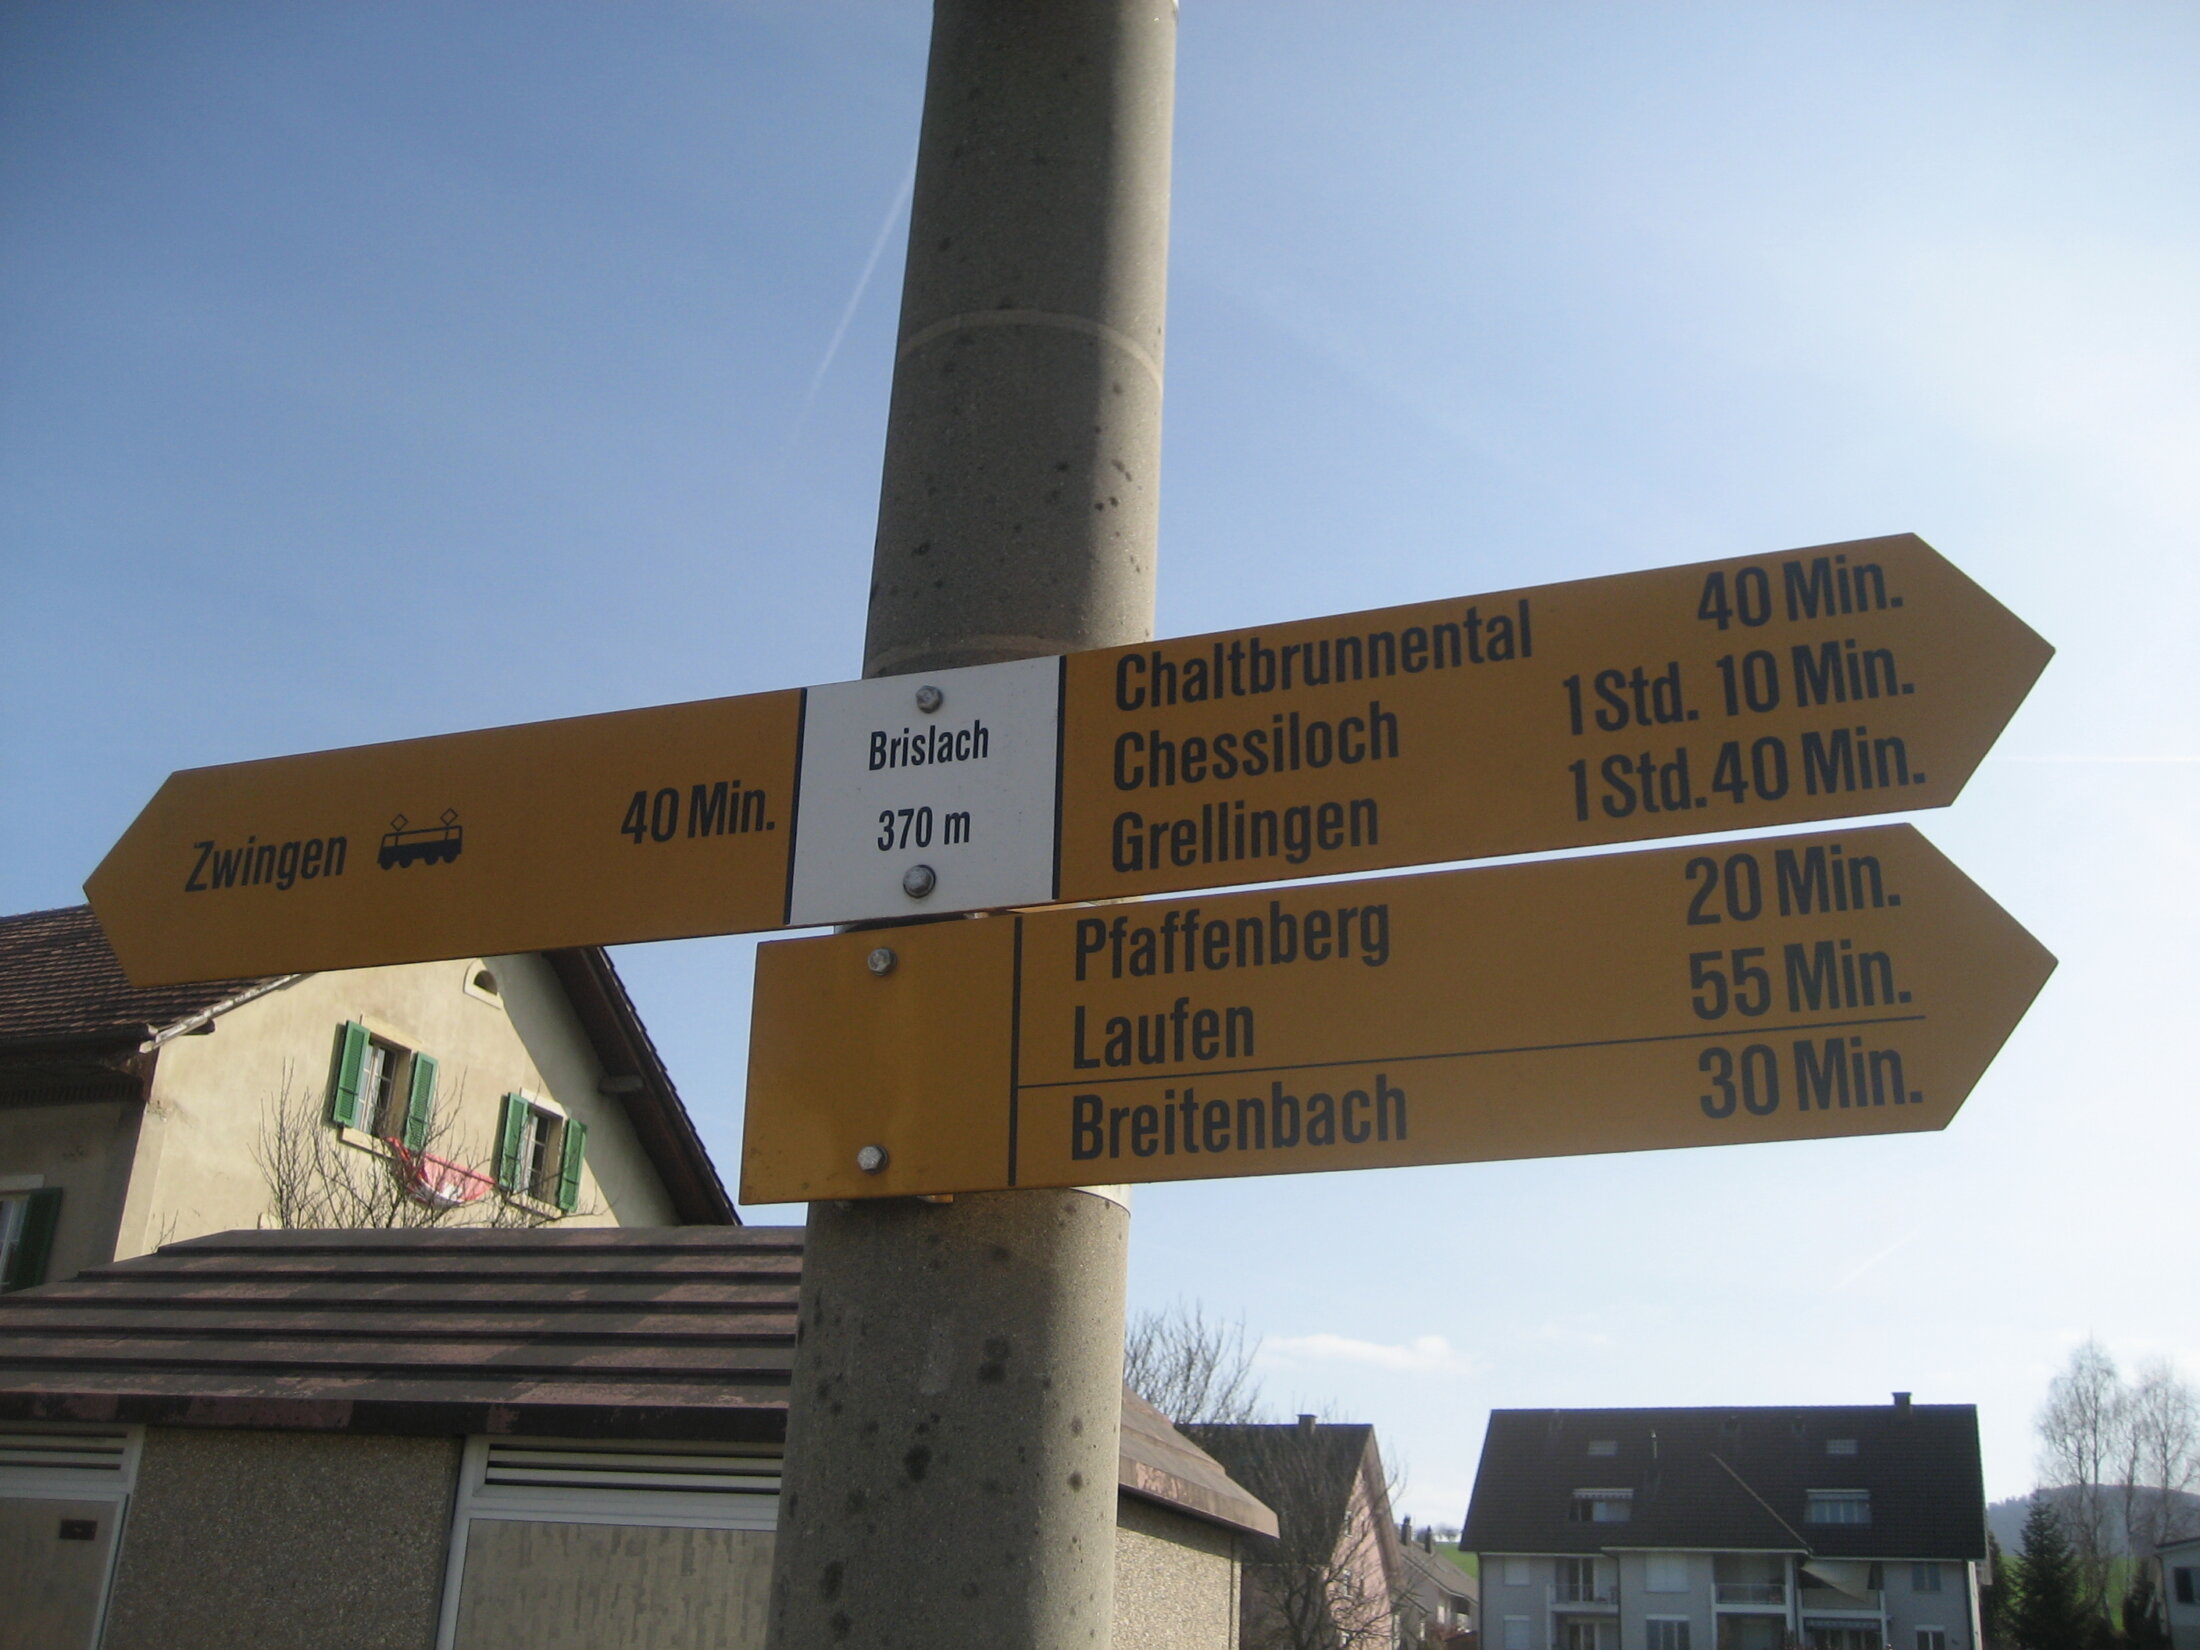 Zwingen 40 Min.
Brislach
370 m
Chaltbrunnental 40 Min.
Chessiloch 1 Std. 10 Min.
Grellingen 1 Std. 40 Min.
Pfaffenberg 20 Min.
Laufen 55 Min.
Breitenbach 30 Min.